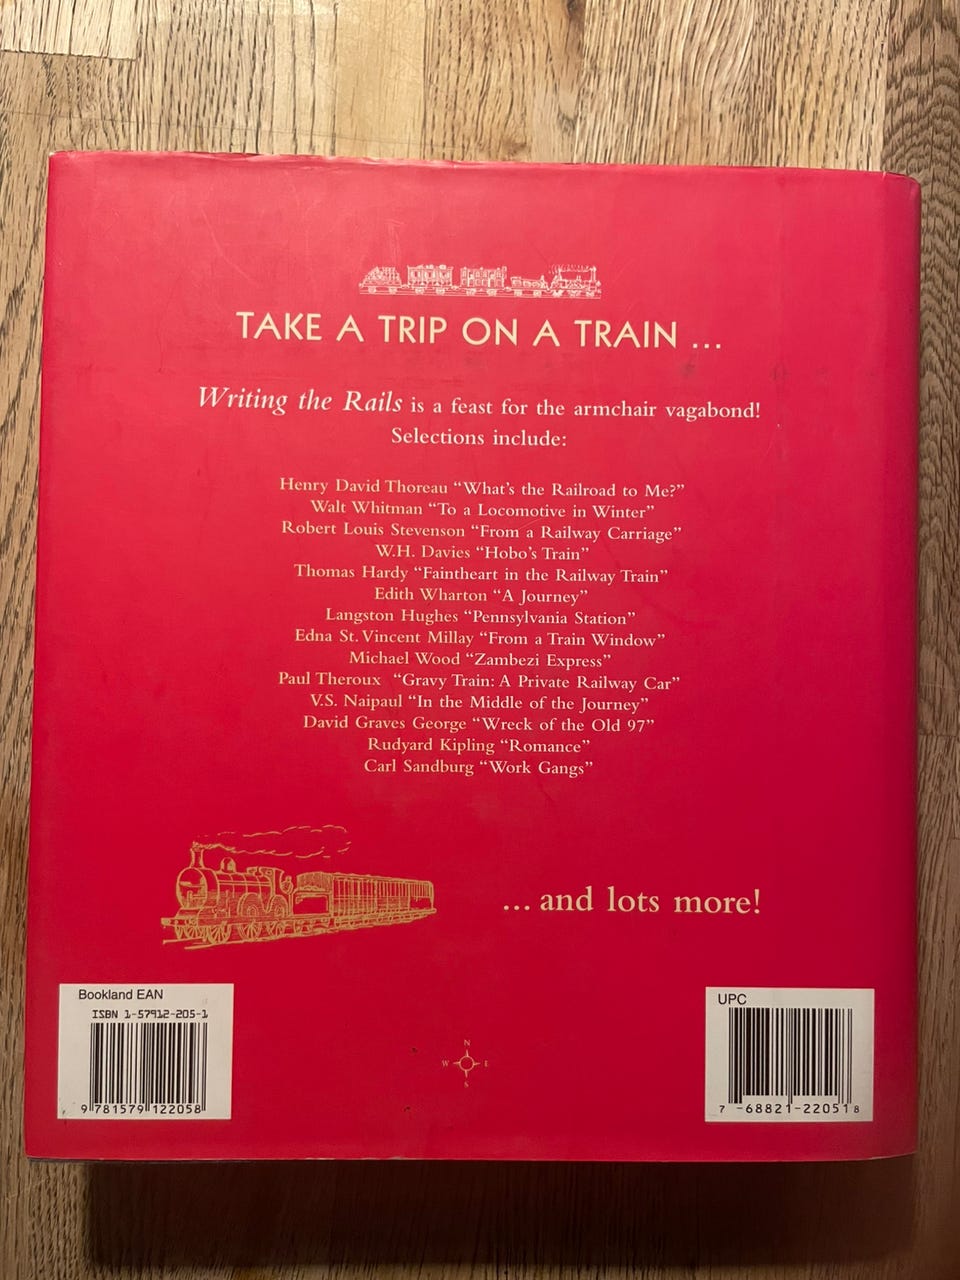 TAKE A TRIP ON A TRAIN ...
Writing the Rails is a feast for the armchair vagabond!
Selections include:
Henry David Thoreau “What’s the Railroad to Me?”
Walt Whitman “To a Locomotive in Winter”
Robert Louis Stevenson “From a Railway Carriage”
W.H. Davies “Hobo’s Train”
Thomas Hardy “Faintheart in the Railway Train”
Edith Wharton “A Journey”
Langston Hughes “Pennsylvania Station”
Edna St. Vincent Millay “From a Train Window”
Michael Wood “Zambezi Express”
Paul Theroux “Gravy Train: A Private Railway Car”
V.S. Naipaul “In the Middle of the Journey”
David Graves George “Wreck of the Old 97”
Rudyard Kipling “Romance”
Carl Sandburg “Work Gangs”
... and lots more!
Bookland EAN
ISBN 1-57912-205-1
9 781579 122058
N
W E
S
UPC
7 -68821-22051 8